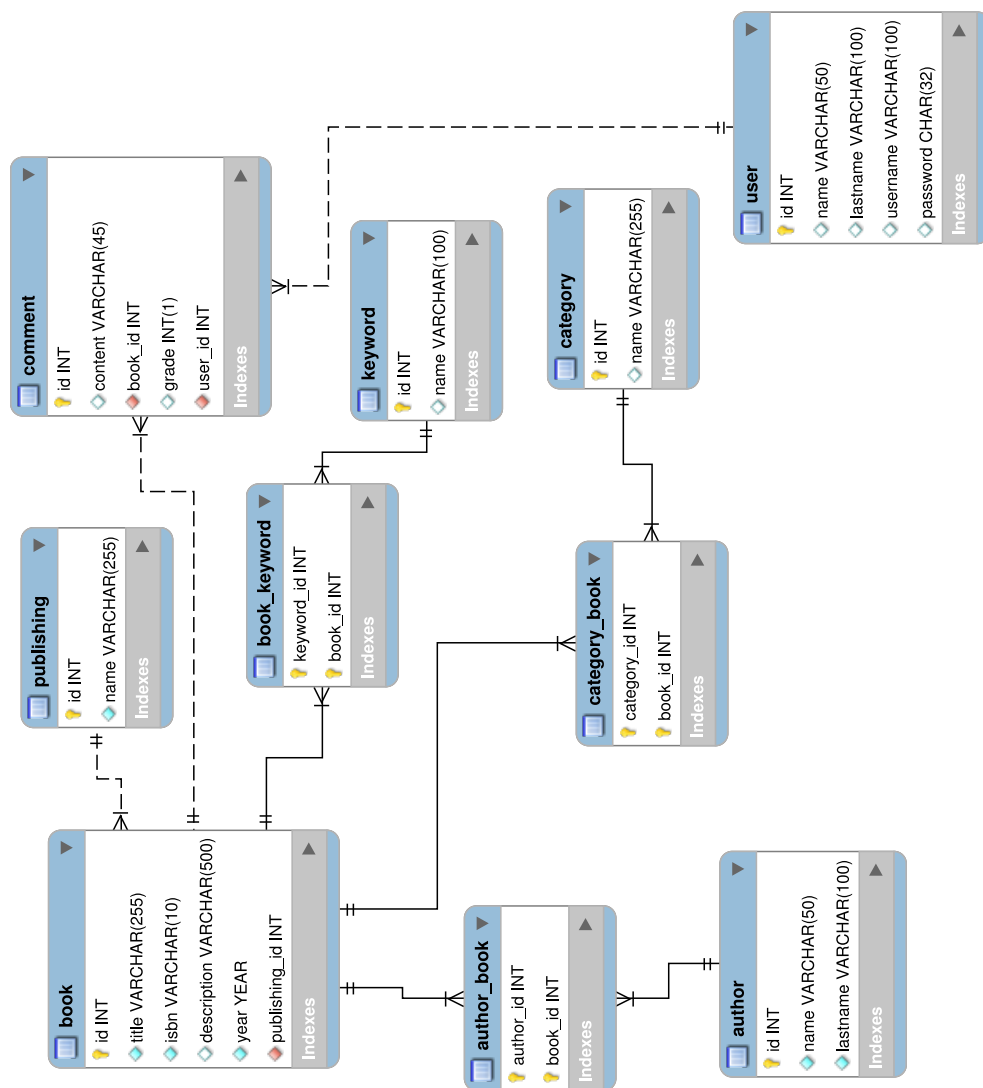 book
id INT
title VARCHAR(255)
isbn VARCHAR(10)
description VARCHAR(500)
year YEAR
publishing_id INT
Indexes
publishing
id INT
name VARCHAR(255)
Indexes
comment
id INT
content VARCHAR(45)
book_id INT
grade INT(1)
user_id INT
Indexes
book_keyword
keyword_id INT
book_id INT
Indexes
keyword
id INT
name VARCHAR(100)
Indexes
author_book
author_id INT
book_id INT
Indexes
category_book
category_id INT
book_id INT
Indexes
category
id INT
name VARCHAR(255)
Indexes
author
id INT
name VARCHAR(50)
lastname VARCHAR(100)
Indexes
user
id INT
name VARCHAR(50)
lastname VARCHAR(100)
username VARCHAR(100)
password CHAR(32)
Indexes